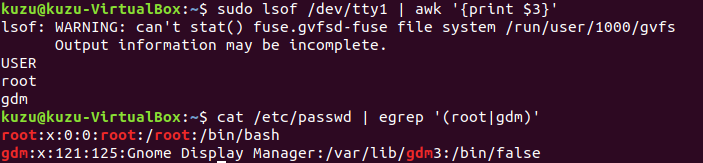 kuzu@kuzu-VirtualBox:~$ sudo lsof /dev/tty1 | awk '{print $3}'
lsof: WARNING: can't stat() fuse.gvfsd-fuse file system /run/user/1000/gvfs
      Output information may be incomplete.
USER
root
gdm
kuzu@kuzu-VirtualBox:~$ cat /etc/passwd | egrep '(root|gdm)'
root:x:0:0:root:/root:/bin/bash
gdm:x:121:125:Gnome Display Manager:/var/lib/gdm3:/bin/false